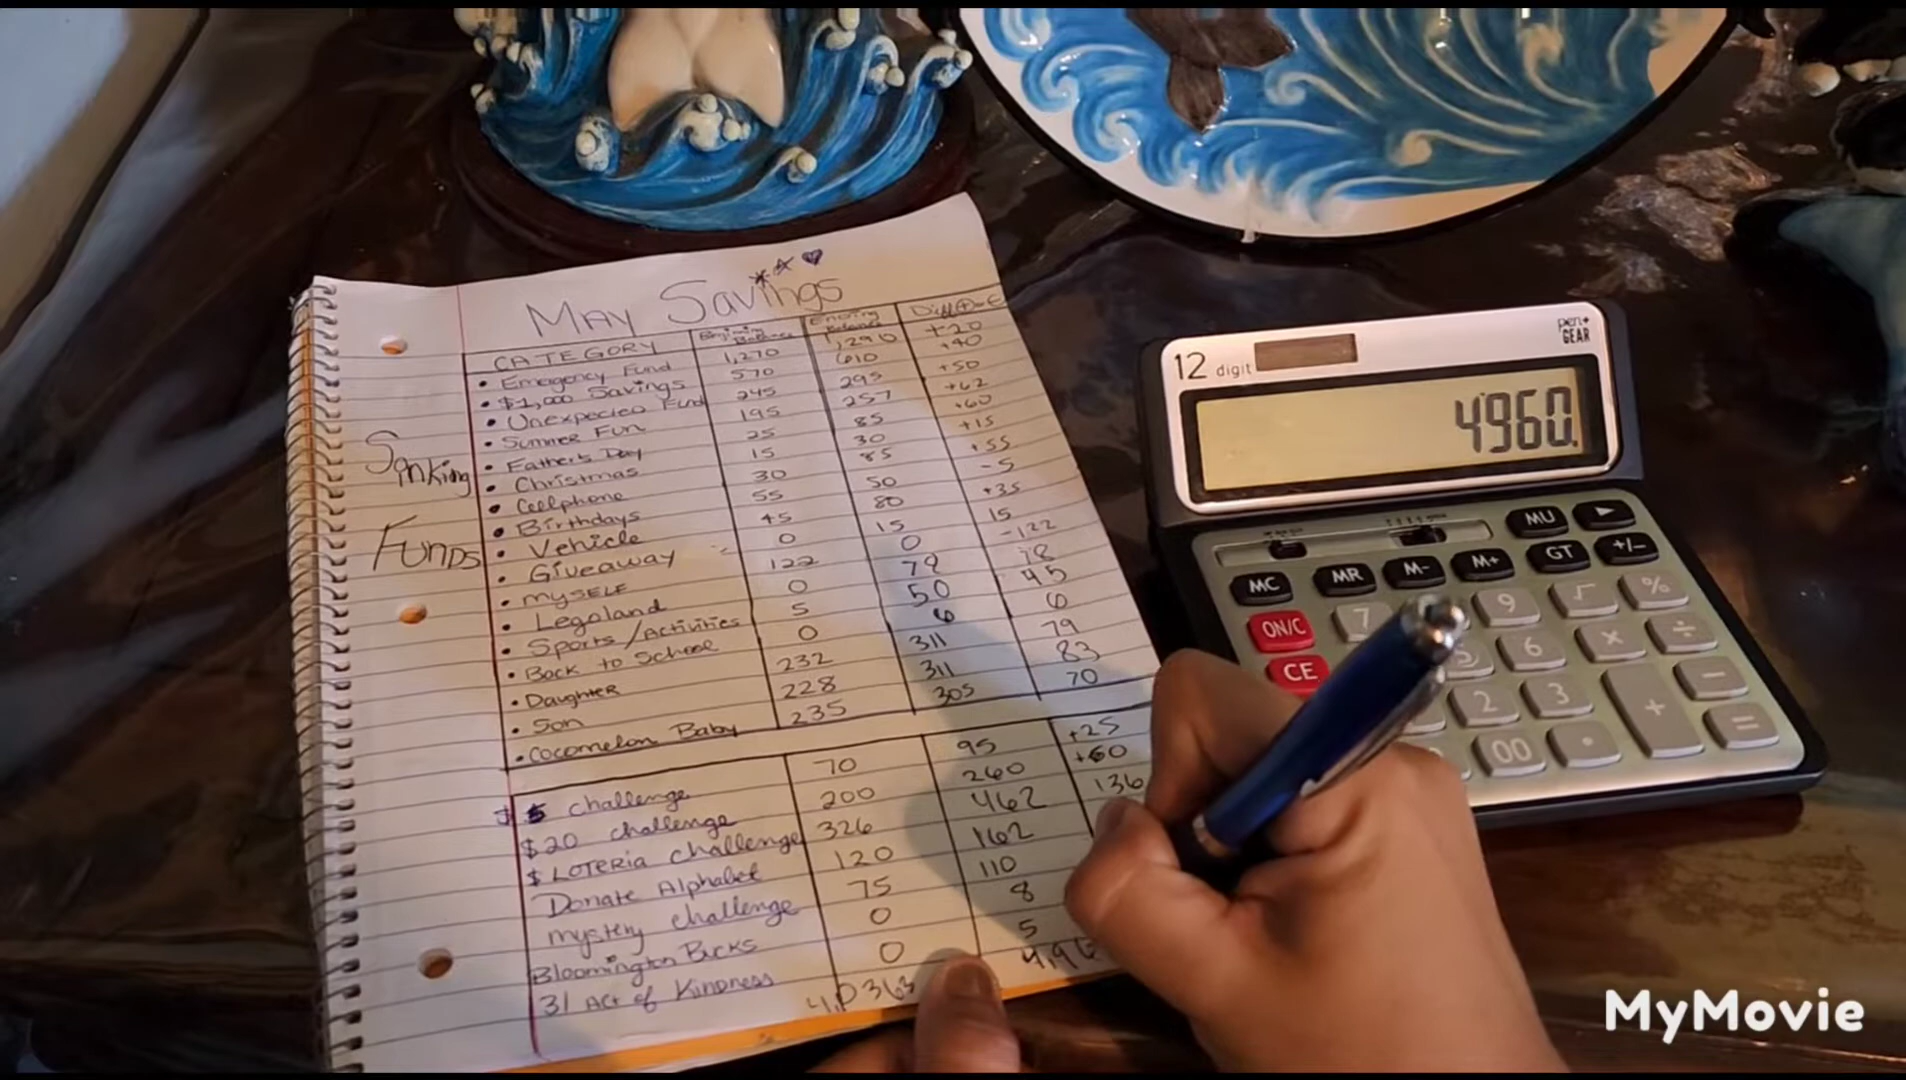 MAY Savings
CATEGORY Beginning Balance Ending Balance
• Emergency Fund 1,270 1,290 +20
• $1,000 Savings 570 610 +40
• Unexpected Fund 245 295 +50
• Summer Fun 195 257 +62
• Father's Day 25 85 +60
• Christmas 15 30 +15
• Cellphone 30 85 +55
• Birthdays 55 50 -5
• Vehicle 45 80 +35
• Giveaway 0 15 15
• MYSELF 122 0 -122
• Legoland 0 78 78
• Sports/Activities 5 50 45
• Back to School 0 6 6
• Daughter 232 311 79
• Son 228 311 83
• Cocomelon Baby 235 305 70
Sinking
Funds
$5 challenge 70 95 +25
$20 challenge 200 260 +60
$ LOTERIA challenge 326 462 136
Donate Alphabet 120 162
mystery challenge 75 110
Bloomington Bucks 0 8
31 Act of Kindness 0 5
12 digit
pen+
GEAR
4960.
MU
MC MR M- M+ GT +/-
ON/C 7 9 √ %
CE 5 6 × ÷
2 3 + −
00 · =
MyMovie